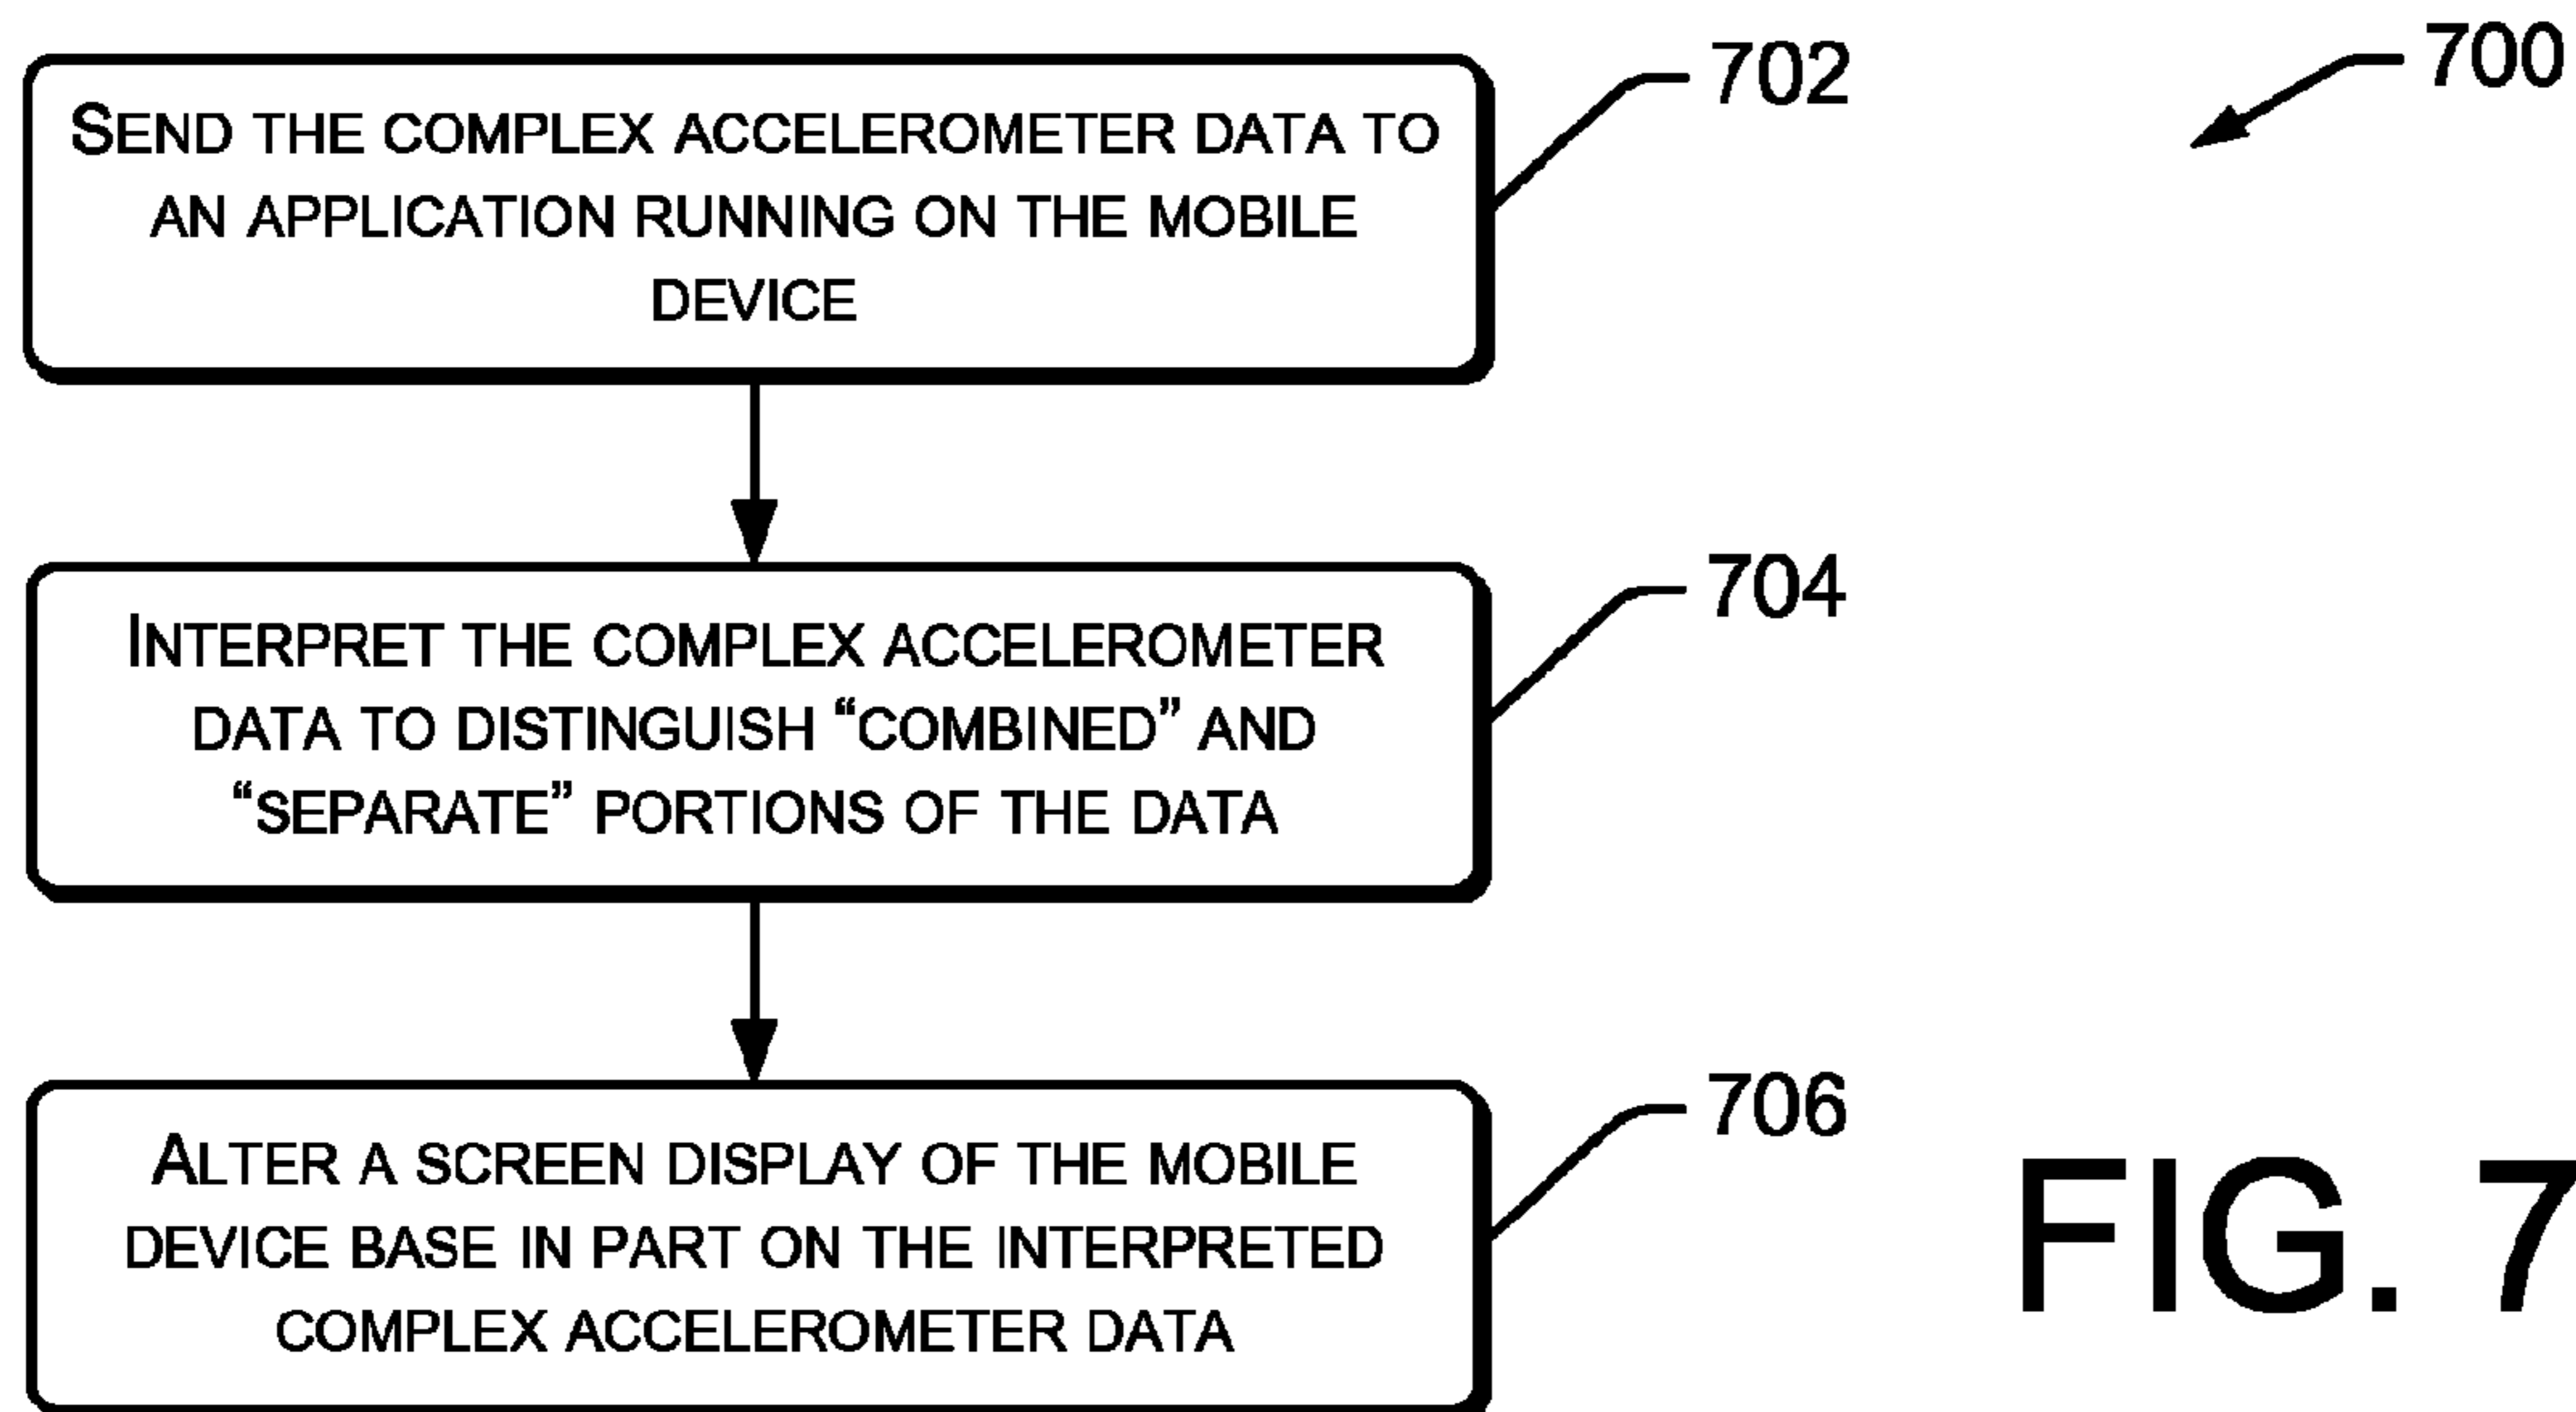 SEND THE COMPLEX ACCELEROMETER DATA TO
AN APPLICATION RUNNING ON THE MOBILE
DEVICE
702
700
INTERPRET THE COMPLEX ACCELEROMETER
DATA TO DISTINGUISH “COMBINED” AND
“SEPARATE” PORTIONS OF THE DATA
704
ALTER A SCREEN DISPLAY OF THE MOBILE
DEVICE BASE IN PART ON THE INTERPRETED
COMPLEX ACCELEROMETER DATA
706
FIG. 7